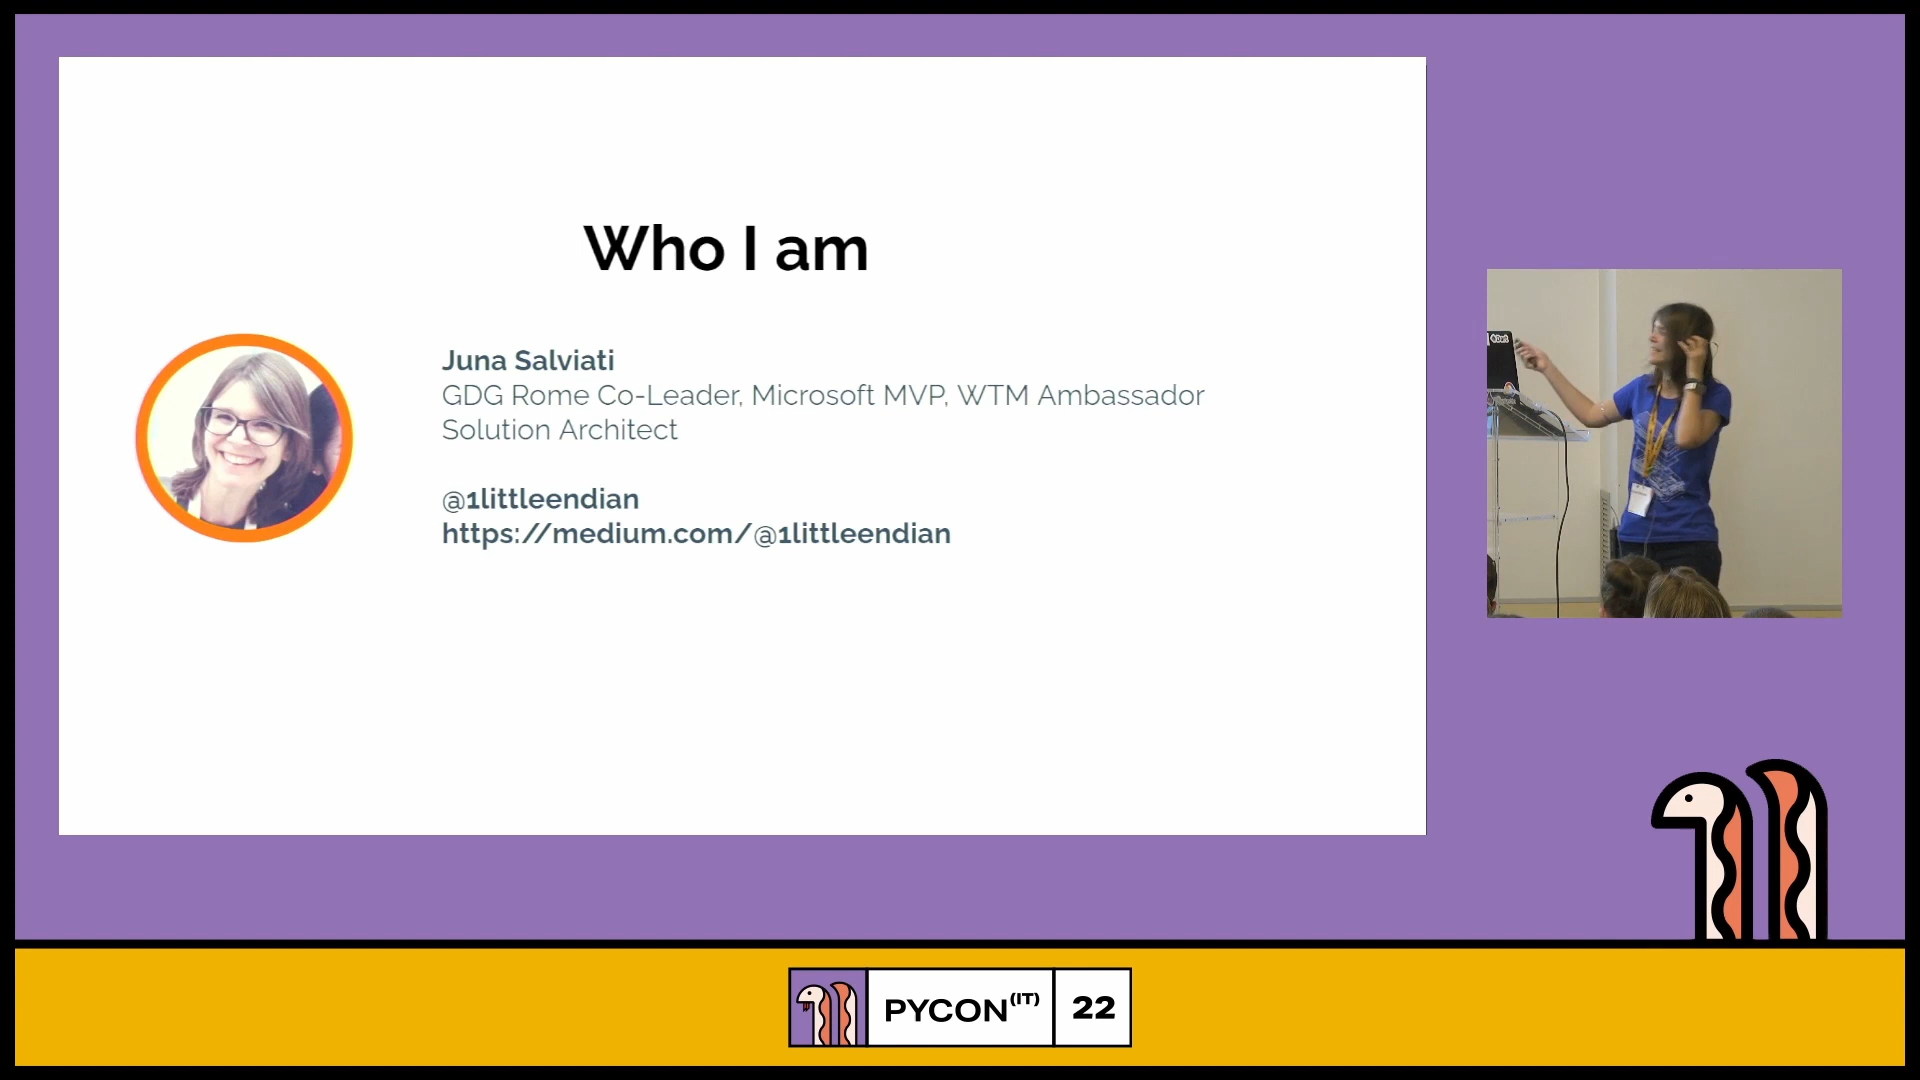 Who I am
Juna Salviati
GDG Rome Co-Leader, Microsoft MVP, WTM Ambassador
Solution Architect
@1littleendian
https://medium.com/@1littleendian
PYCON(IT) 22